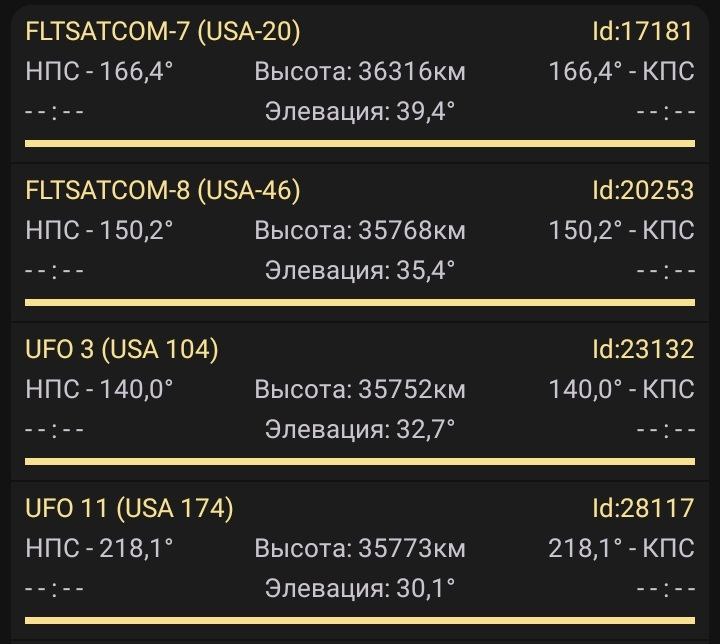 FLTSATCOM-7 (USA-20) Id:17181
НПС - 166,4° Высота: 36316км 166,4° - КПС
--:-- Элевация: 39,4° --:--
FLTSATCOM-8 (USA-46) Id:20253
НПС - 150,2° Высота: 35768км 150,2° - КПС
--:-- Элевация: 35,4° --:--
UFO 3 (USA 104) Id:23132
НПС - 140,0° Высота: 35752км 140,0° - КПС
--:-- Элевация: 32,7° --:--
UFO 11 (USA 174) Id:28117
НПС - 218,1° Высота: 35773км 218,1° - КПС
--:-- Элевация: 30,1° --:--